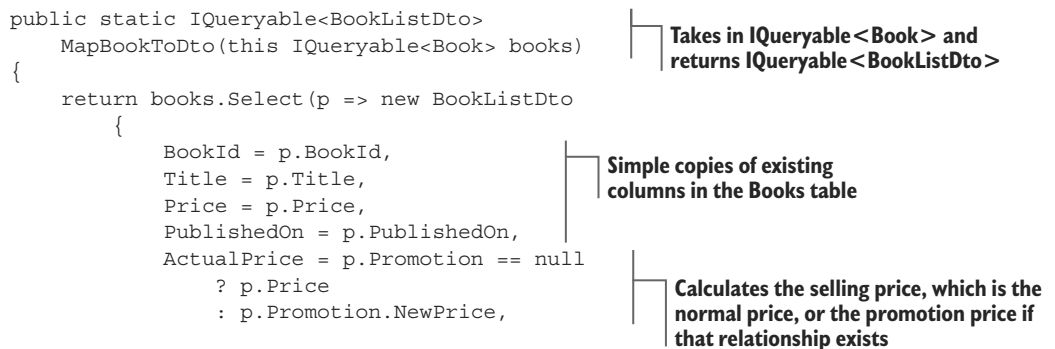 public static IQueryable<BookListDto>
    MapBookToDto(this IQueryable<Book> books)
Takes in IQueryable<Book> and
returns IQueryable<BookListDto>
{
    return books.Select(p => new BookListDto
        {
            BookId = p.BookId,
            Title = p.Title,
            Price = p.Price,
            PublishedOn = p.PublishedOn,
Simple copies of existing
columns in the Books table
            ActualPrice = p.Promotion == null
                ? p.Price
                : p.Promotion.NewPrice,
Calculates the selling price, which is the
normal price, or the promotion price if
that relationship exists